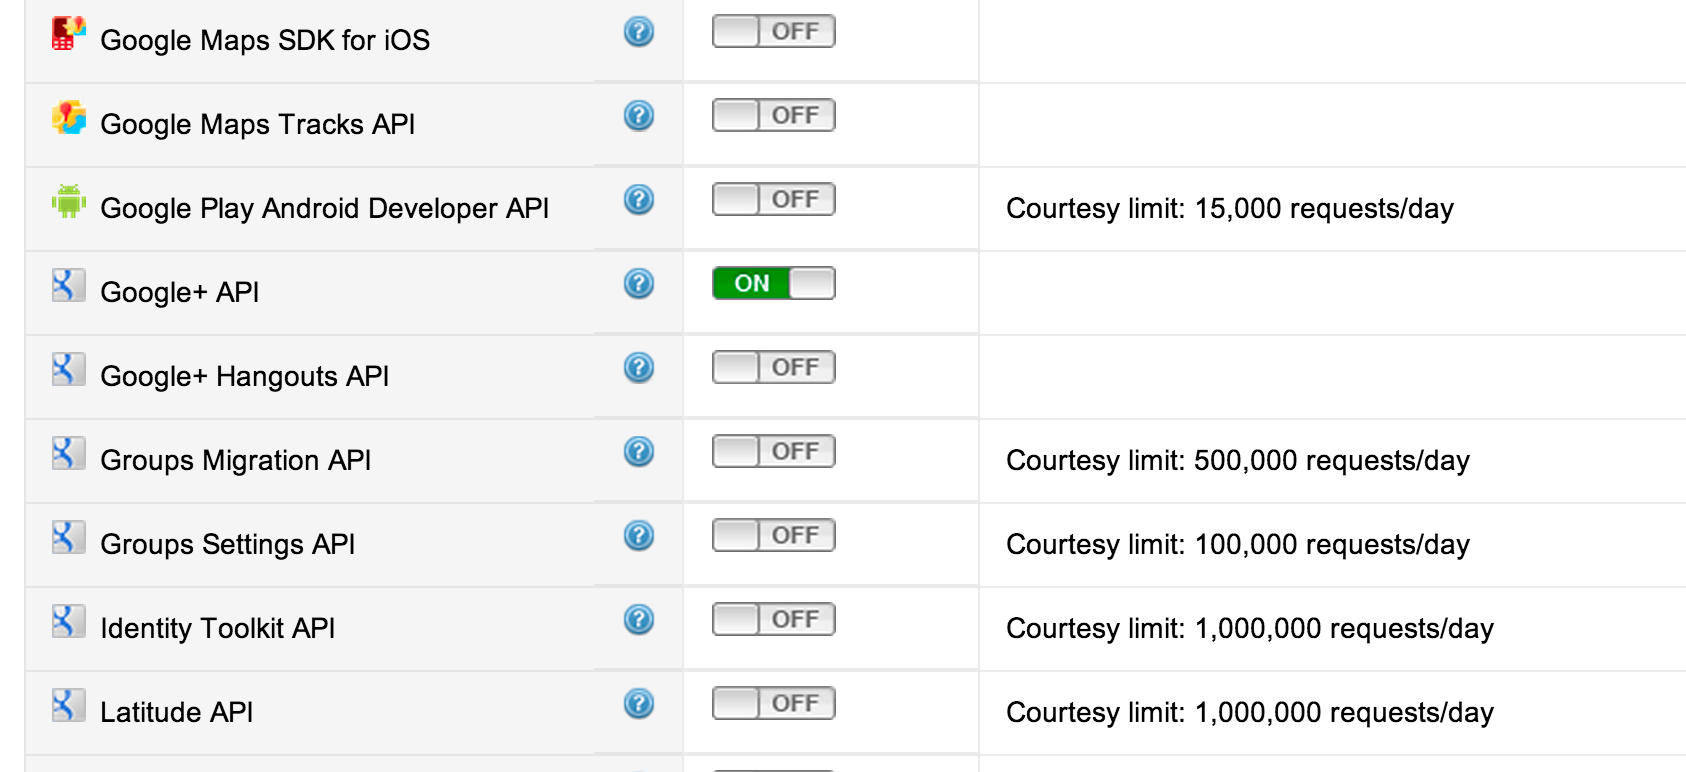 Google Maps SDK for iOS ? OFF
Google Maps Tracks API ? OFF
Google Play Android Developer API ? OFF Courtesy limit: 15,000 requests/day
Google+ API ? ON
Google+ Hangouts API ? OFF
Groups Migration API ? OFF Courtesy limit: 500,000 requests/day
Groups Settings API ? OFF Courtesy limit: 100,000 requests/day
Identity Toolkit API ? OFF Courtesy limit: 1,000,000 requests/day
Latitude API ? OFF Courtesy limit: 1,000,000 requests/day